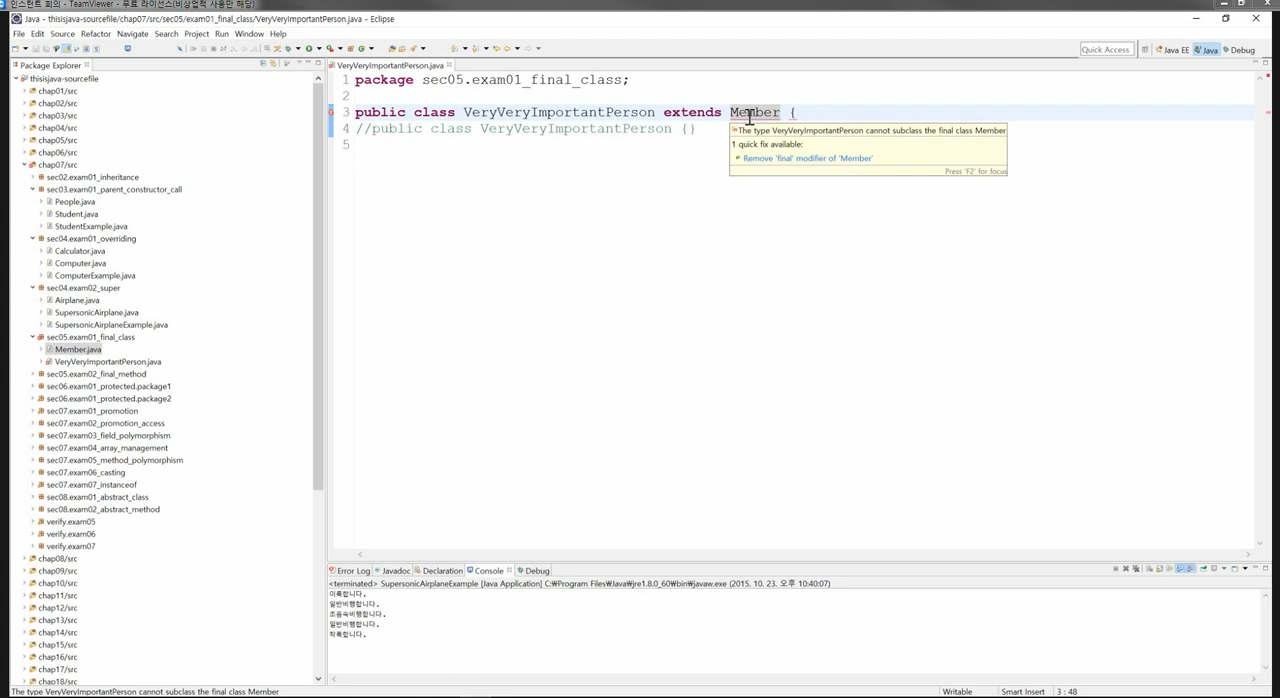 인스턴트 회의 - TeamViewer - 무료 라이선스(비상업적 사용만 해당)
Java - thisisjava-sourcefile/chap07/src/sec05/exam01_final_class/VeryVeryImportantPerson.java - Eclipse
File Edit Source Refactor Navigate Search Project Run Window Help
Quick Access Java EE Java Debug
Package Explorer
thisisjava-sourcefile
chap01/src
chap02/src
chap03/src
chap04/src
chap05/src
chap06/src
chap07/src
sec02.exam01_inheritance
sec03.exam01_parent_constructor_call
People.java
Student.java
StudentExample.java
sec04.exam01_overriding
Calculator.java
Computer.java
ComputerExample.java
sec04.exam02_super
Airplane.java
SupersonicAirplane.java
SupersonicAirplaneExample.java
sec05.exam01_final_class
Member.java
VeryVeryImportantPerson.java
sec05.exam02_final_method
sec06.exam01_protected.package1
sec06.exam01_protected.package2
sec07.exam01_promotion
sec07.exam02_promotion_access
sec07.exam03_field_polymorphism
sec07.exam04_array_management
sec07.exam05_method_polymorphism
sec07.exam06_casting
sec07.exam07_instanceof
sec08.exam01_abstract_class
sec08.exam02_abstract_method
verify.exam05
verify.exam06
verify.exam07
chap08/src
chap09/src
chap10/src
chap11/src
chap12/src
chap13/src
chap14/src
chap15/src
chap16/src
chap17/src
chap18/src
VeryVeryImportantPerson.java
1 package sec05.exam01_final_class;
2
3 public class VeryVeryImportantPerson extends Member {
4 //public class VeryVeryImportantPerson {}
5
The type VeryVeryImportantPerson cannot subclass the final class Member
1 quick fix available:
Remove 'final' modifier of 'Member'
Press 'F2' for focus
Error Log Javadoc Declaration Console Debug
<terminated> SupersonicAirplaneExample [Java Application] C:₩Program Files₩Java₩jre1.8.0_60₩bin₩javaw.exe (2015. 10. 23. 오후 10:40:07)
이륙합니다.
일반비행합니다.
초음속비행합니다.
일반비행합니다.
착륙합니다.
The type VeryVeryImportantPerson cannot subclass the final class Member Writable Smart Insert 3 : 48